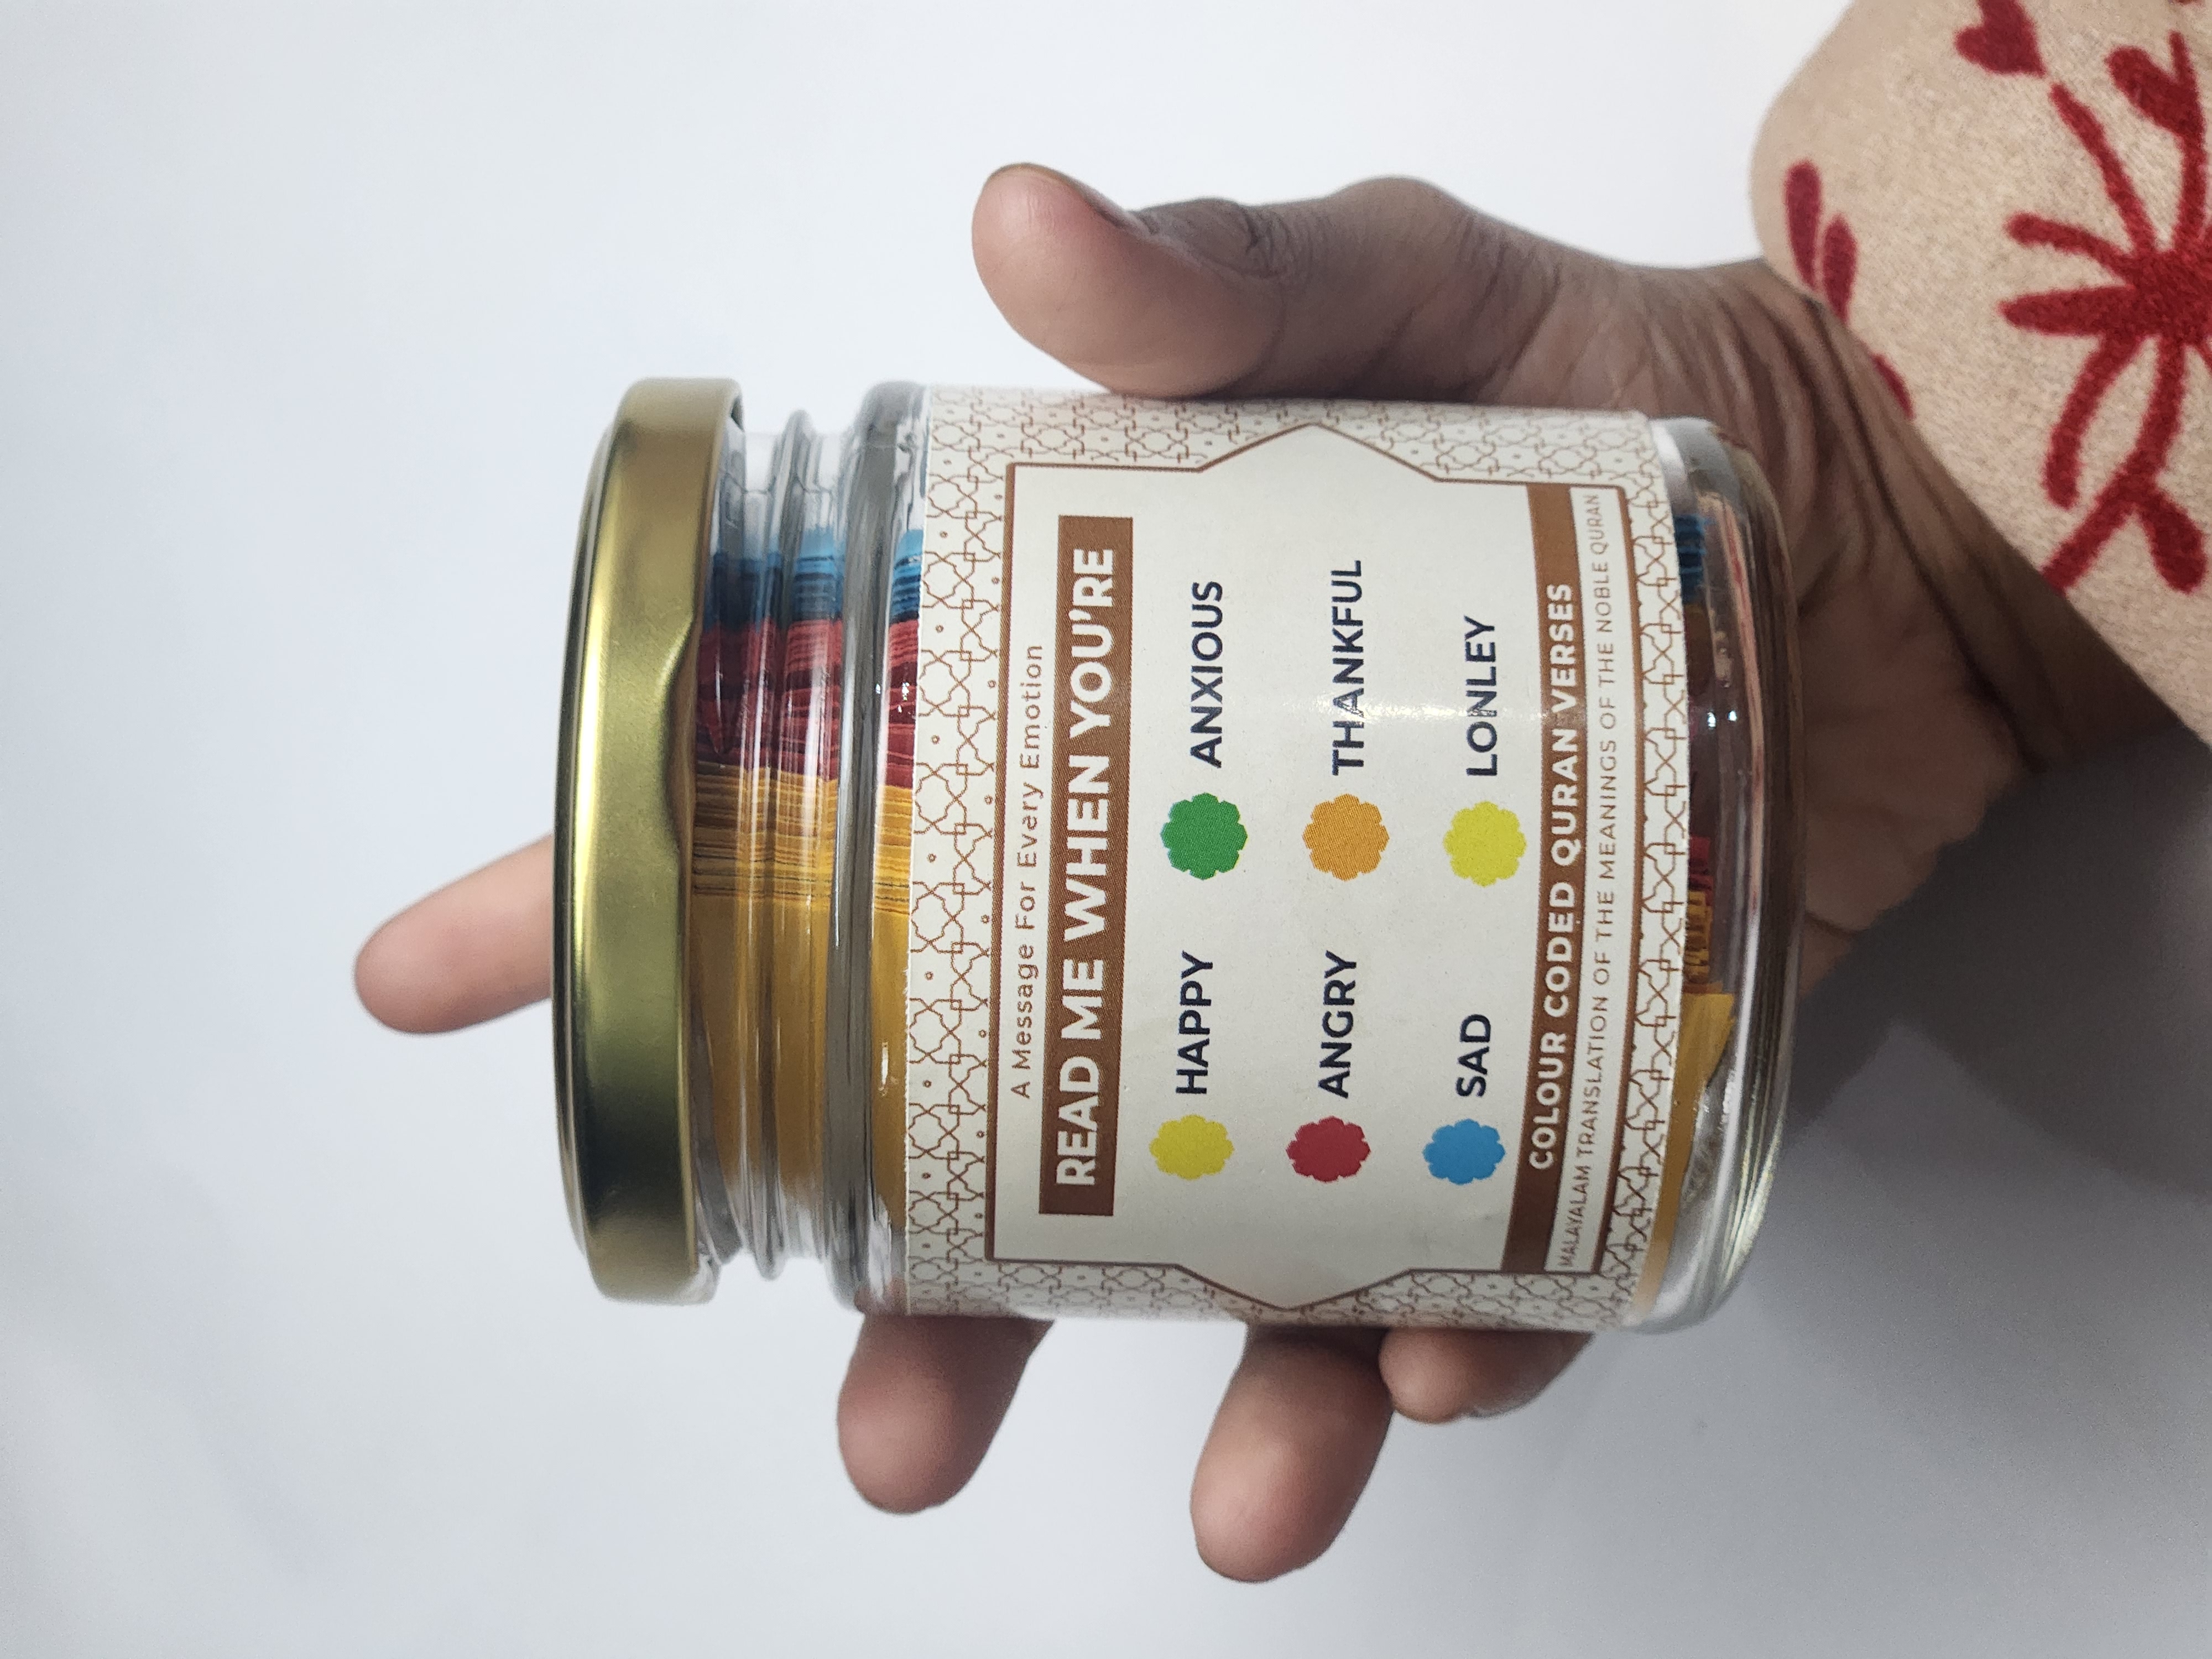 A Message For Every Emotion
READ ME WHEN YOU'RE
HAPPY ANXIOUS
ANGRY THANKFUL
SAD LONLEY
COLOUR CODED QURAN VERSES
MALAYALAM TRANSLATION OF THE MEANINGS OF THE NOBLE QURAN